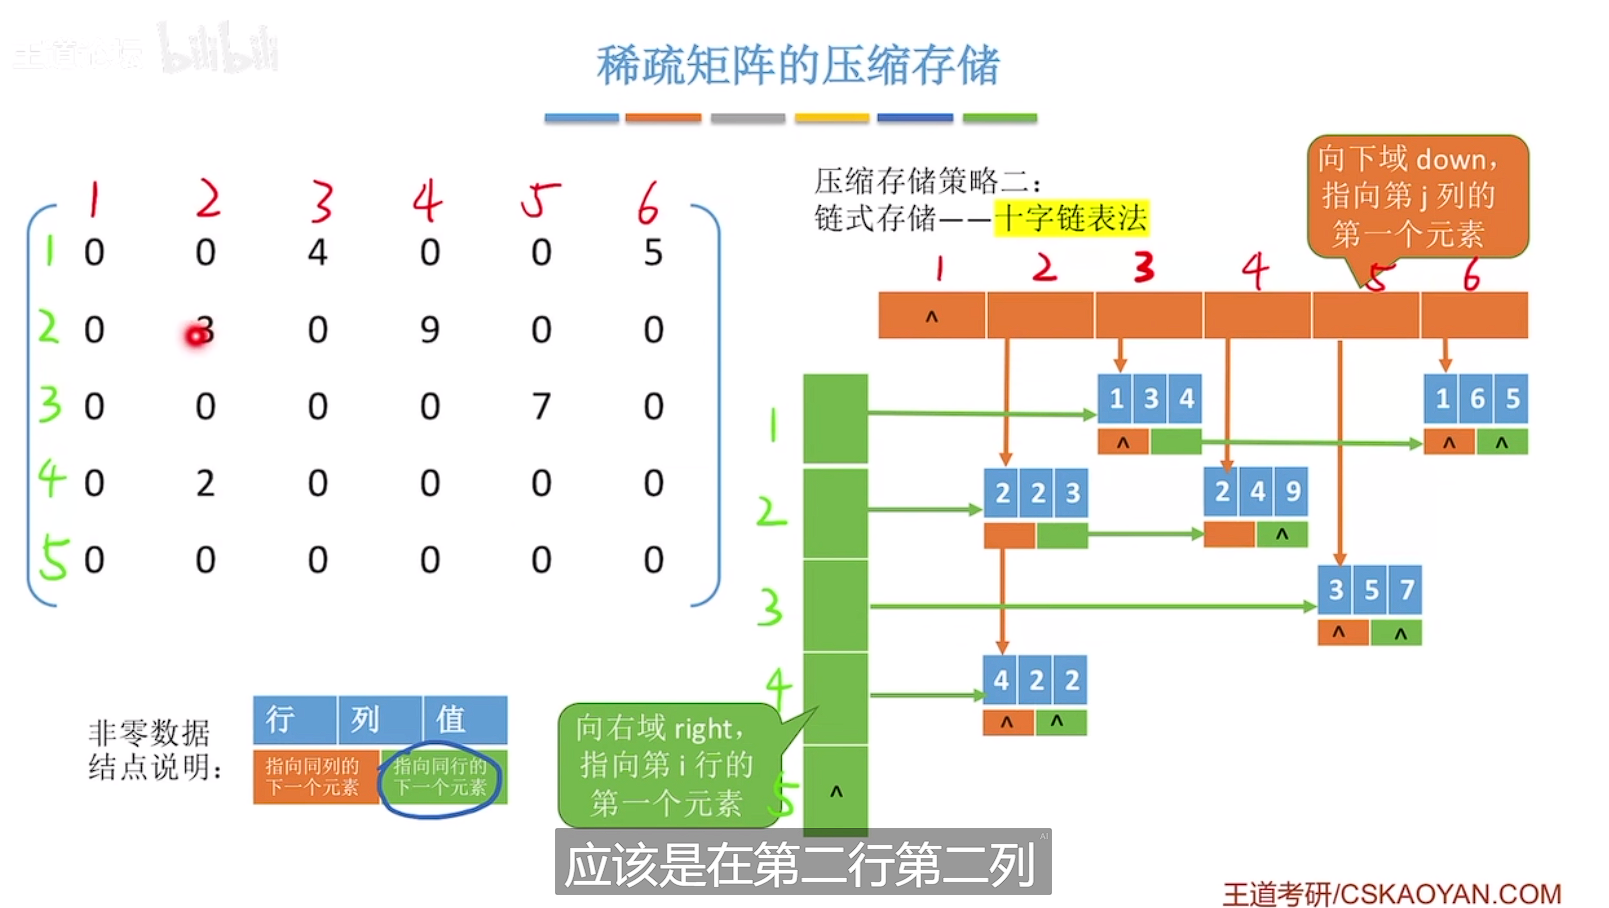 王道论坛 bilibili
稀疏矩阵的压缩存储
压缩存储策略二：
链式存储——十字链表法
向下域 down，
指向第 j 列的
第一个元素
1 2 3 4 5 6
1 0 0 4 0 0 5
2 0 3 0 9 0 0
3 0 0 0 0 7 0
4 0 2 0 0 0 0
5 0 0 0 0 0 0
1 2 3 4 5 6
^
1
1 3 4
^
1 6 5
^ ^
2
2 2 3
2 4 9
^
3
3 5 7
^ ^
4
4 2 2
^ ^
5
^
非零数据
结点说明：
行 列 值
指向同列的
下一个元素
指向同行的
下一个元素
向右域 right，
指向第 i 行的
第一个元素
AI
应该是在第二行第二列
王道考研/CSKAOYAN.COM